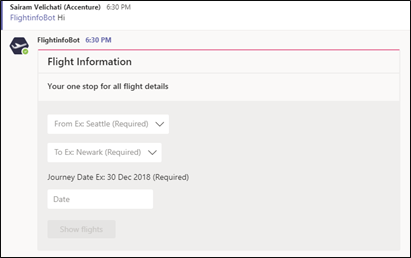 Sairam Velichati (Accenture) 6:30 PM
FlightinfoBot Hi
FlightinfoBot 6:30 PM
Flight Information
Your one stop for all flight details
From Ex: Seattle (Required)
To Ex: Newark (Required)
Journey Date Ex: 30 Dec 2018 (Required)
Date
Show flights